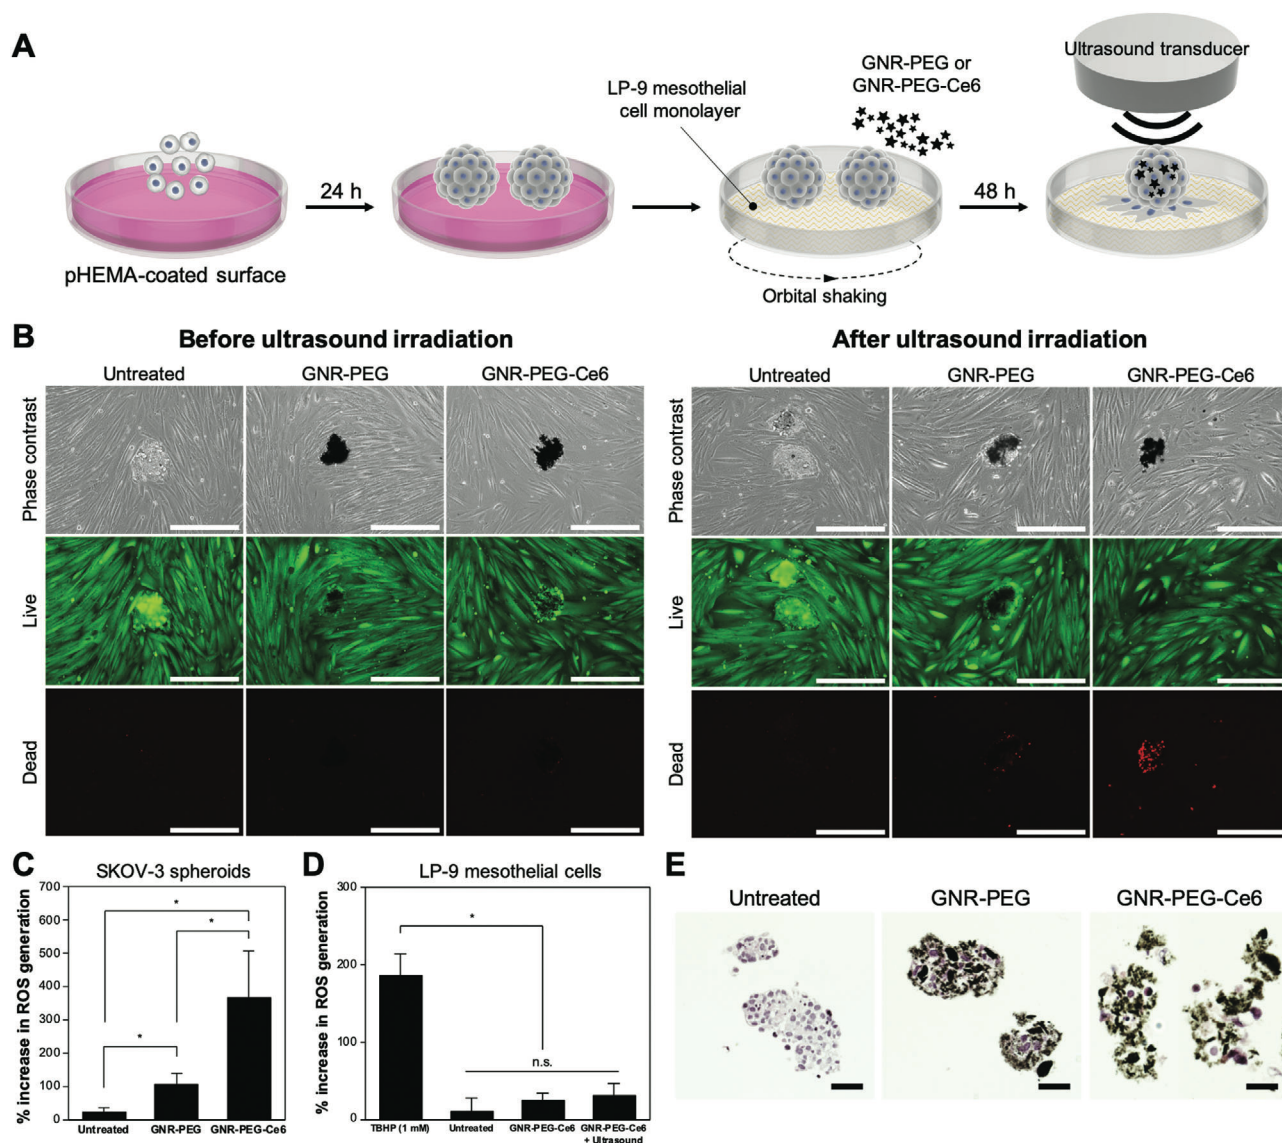 A
pHEMA-coated surface
24 h
LP-9 mesothelial
cell monolayer
GNR-PEG or
GNR-PEG-Ce6
Orbital shaking
48 h
Ultrasound transducer
B
Before ultrasound irradiation
After ultrasound irradiation
Untreated
GNR-PEG
GNR-PEG-Ce6
Untreated
GNR-PEG
GNR-PEG-Ce6
Phase contrast
Live
Dead
Phase contrast
Live
Dead
C
SKOV-3 spheroids
% increase in ROS generation
700
600
500
400
300
200
100
0
*
*
*
Untreated
GNR-PEG
GNR-PEG-Ce6
D
LP-9 mesothelial cells
% increase in ROS generation
300
200
100
0
*
n.s.
TBHP (1 mM)
Untreated
GNR-PEG-Ce6
GNR-PEG-Ce6
+ Ultrasound
E
Untreated
GNR-PEG
GNR-PEG-Ce6